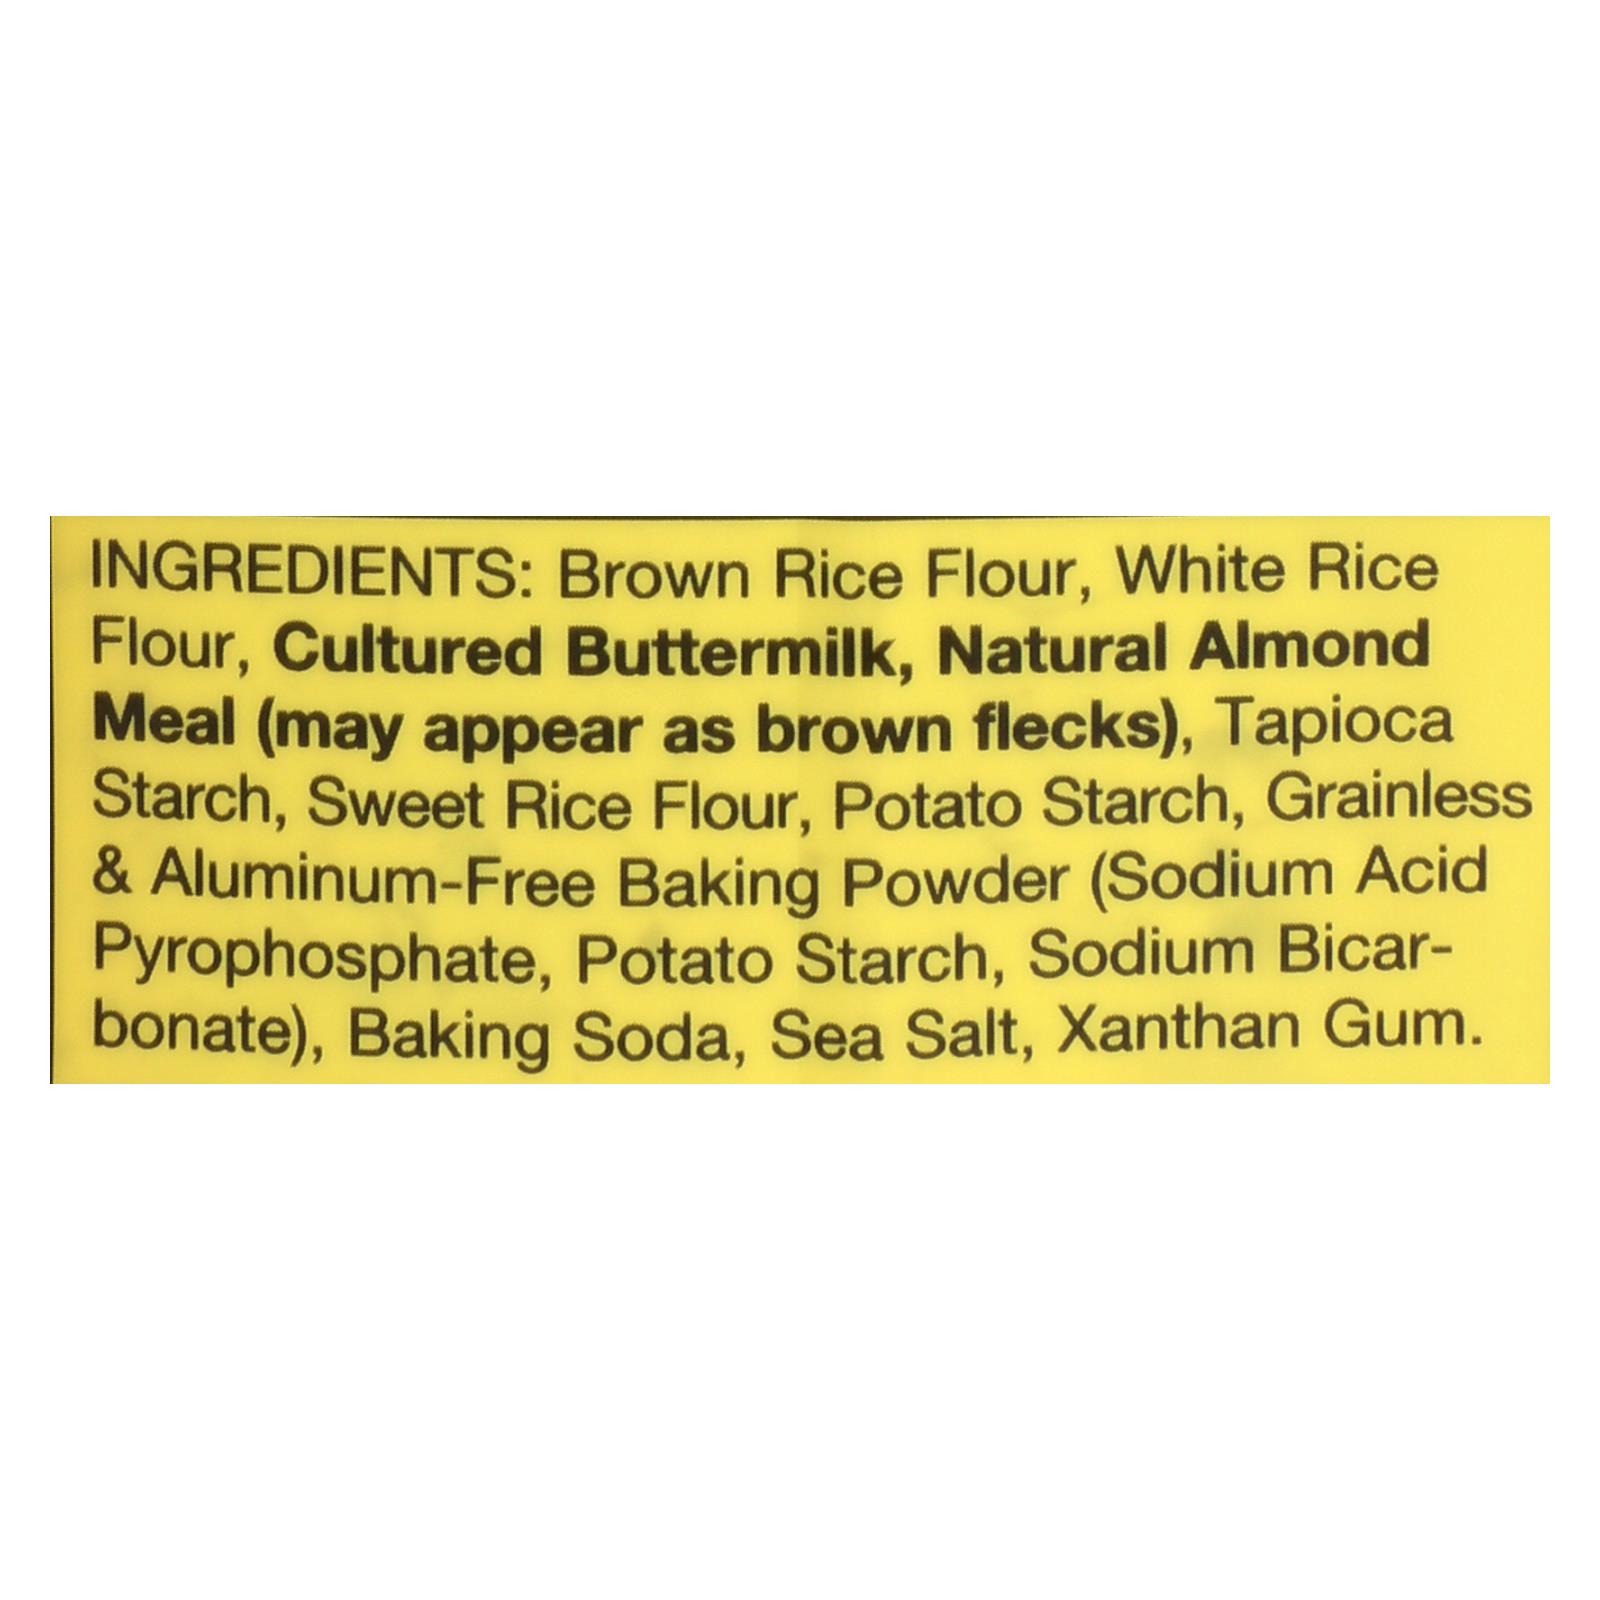 INGREDIENTS: Brown Rice Flour, White Rice
Flour, Cultured Buttermilk, Natural Almond
Meal (may appear as brown flecks), Tapioca
Starch, Sweet Rice Flour, Potato Starch, Grainless
& Aluminum-Free Baking Powder (Sodium Acid
Pyrophosphate, Potato Starch, Sodium Bicar-
bonate), Baking Soda, Sea Salt, Xanthan Gum.